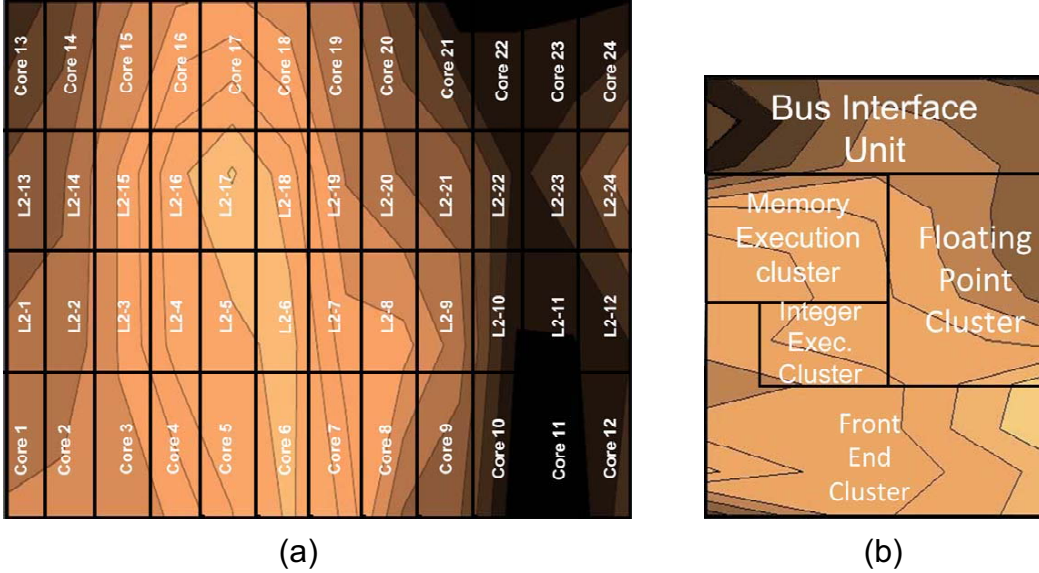 Core 13
Core 14
Core 15
Core 16
Core 17
Core 18
Core 19
Core 20
Core 21
Core 22
Core 23
Core 24
L2-13
L2-14
L2-15
L2-16
L2-17
L2-18
L2-19
L2-20
L2-21
L2-22
L2-23
L2-24
L2-1
L2-2
L2-3
L2-4
L2-5
L2-6
L2-7
L2-8
L2-9
L2-10
L2-11
L2-12
Core 1
Core 2
Core 3
Core 4
Core 5
Core 6
Core 7
Core 8
Core 9
Core 10
Core 11
Core 12
(a)
Bus Interface
Unit
Memory
Execution
cluster
Floating
Point
Cluster
Integer
Exec.
Cluster
Front
End
Cluster
(b)